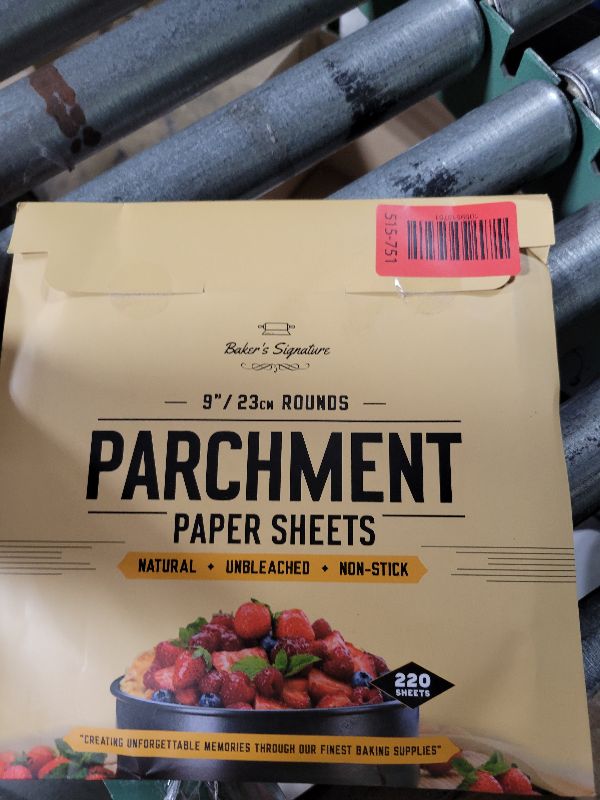 515-751
Baker's Signature
9"/ 23CM ROUNDS
PARCHMENT
PAPER SHEETS
NATURAL • UNBLEACHED • NON-STICK
220
SHEETS
"CREATING UNFORGETTABLE MEMORIES THROUGH OUR FINEST BAKING SUPPLIES"